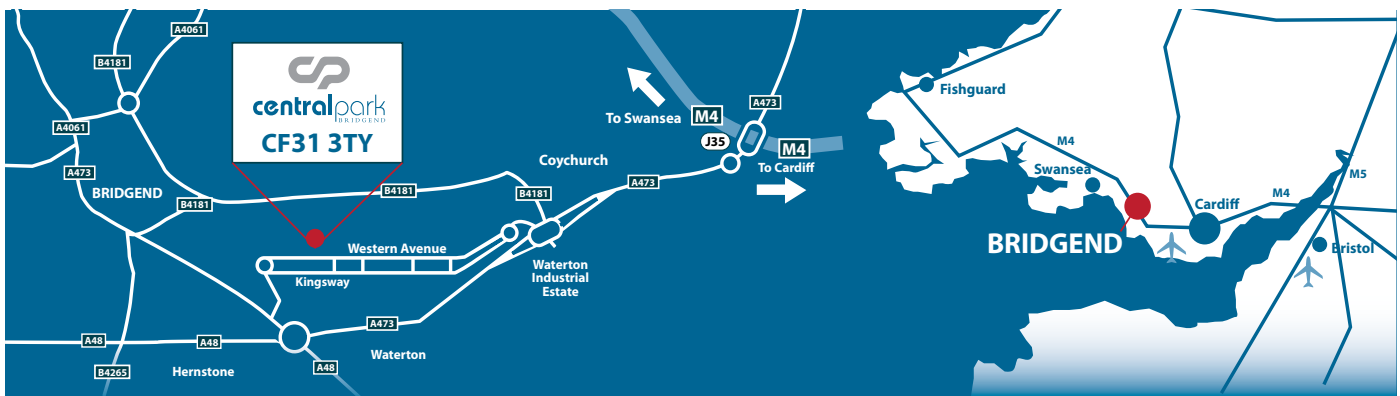 A4061
B4181
A4061
A473
BRIDGEND
B4181
centralpark
BRIDGEND
CF31 3TY
B4181
B4181
Coychurch
To Swansea
M4
A473
J35
M4
To Cardiff
A473
Western Avenue
Kingsway
Waterton
Industrial
Estate
A473
Waterton
A48
A48
A48
B4265
Hernstone
Fishguard
M4
Swansea
BRIDGEND
Cardiff
M4
M5
Bristol